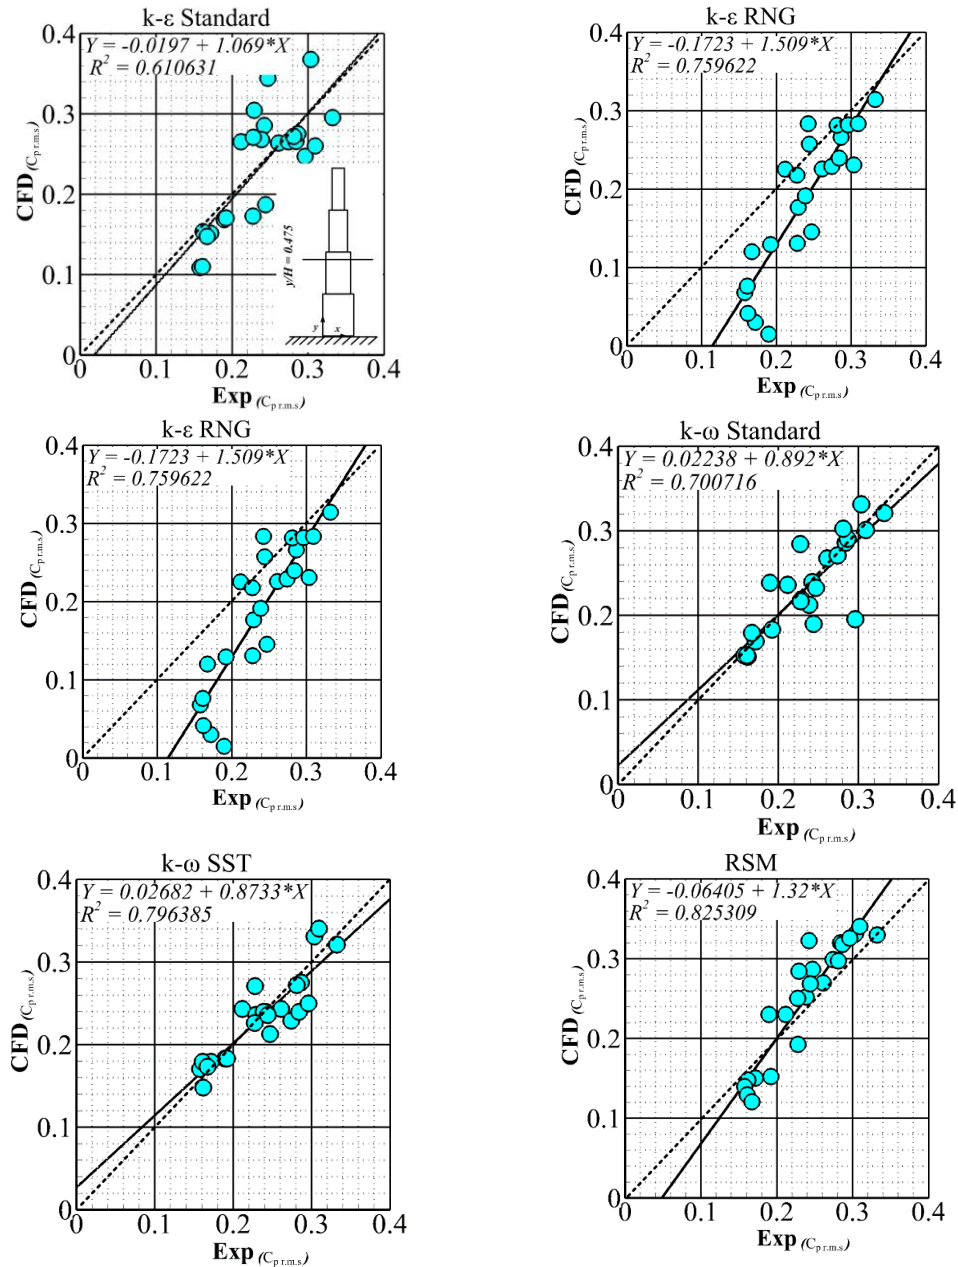 k-ε Standard
Y = -0.0197 + 1.069*X
R² = 0.610631
CFD(Cp r.m.s)
0.4
0.3
0.2
0.1
0
y/H = 0.475
y
x
0 0.1 0.2 0.3 0.4
Exp (Cp r.m.s)
k-ε RNG
Y = -0.1723 + 1.509*X
R² = 0.759622
CFD(Cp r.m.s)
0.4
0.3
0.2
0.1
0
0 0.1 0.2 0.3 0.4
Exp (Cp r.m.s)
k-ε RNG
Y = -0.1723 + 1.509*X
R² = 0.759622
CFD(Cp r.m.s)
0.4
0.3
0.2
0.1
0
0 0.1 0.2 0.3 0.4
Exp (Cp r.m.s)
k-ω Standard
Y = 0.02238 + 0.892*X
R² = 0.700716
CFD(Cp r.m.s)
0.4
0.3
0.2
0.1
0
0 0.1 0.2 0.3 0.4
Exp (Cp r.m.s)
k-ω SST
Y = 0.02682 + 0.8733*X
R² = 0.796385
CFD(Cp r.m.s)
0.4
0.3
0.2
0.1
0
0 0.1 0.2 0.3 0.4
Exp (Cp r.m.s)
RSM
Y = -0.06405 + 1.32*X
R² = 0.825309
CFD(Cp r.m.s)
0.4
0.3
0.2
0.1
0
0 0.1 0.2 0.3 0.4
Exp (Cp r.m.s)